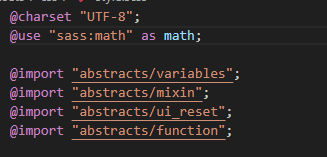 @charset "UTF-8";
@use "sass:math" as math;
@import "abstracts/variables";
@import "abstracts/mixin";
@import "abstracts/ui_reset";
@import "abstracts/function";